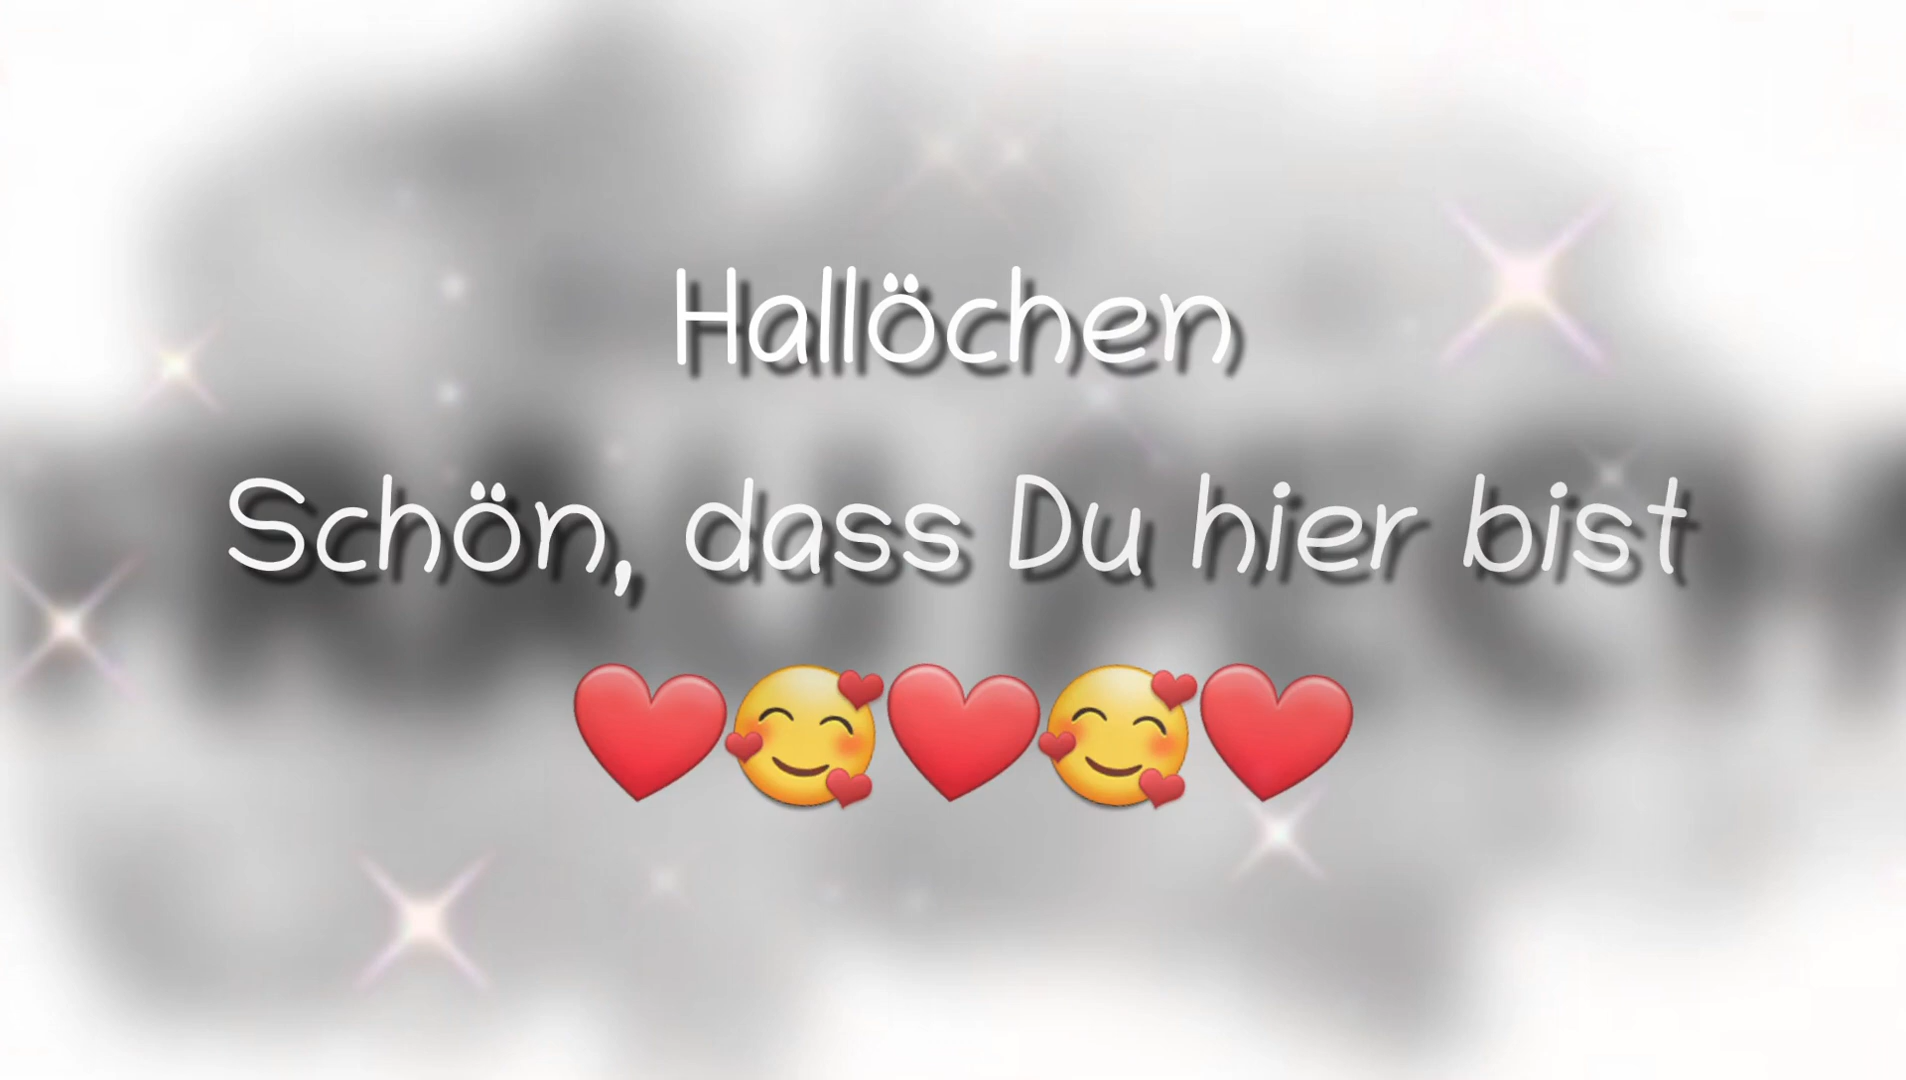 Hallöchen
Schön, dass Du hier bist
❤️🥰❤️🥰❤️